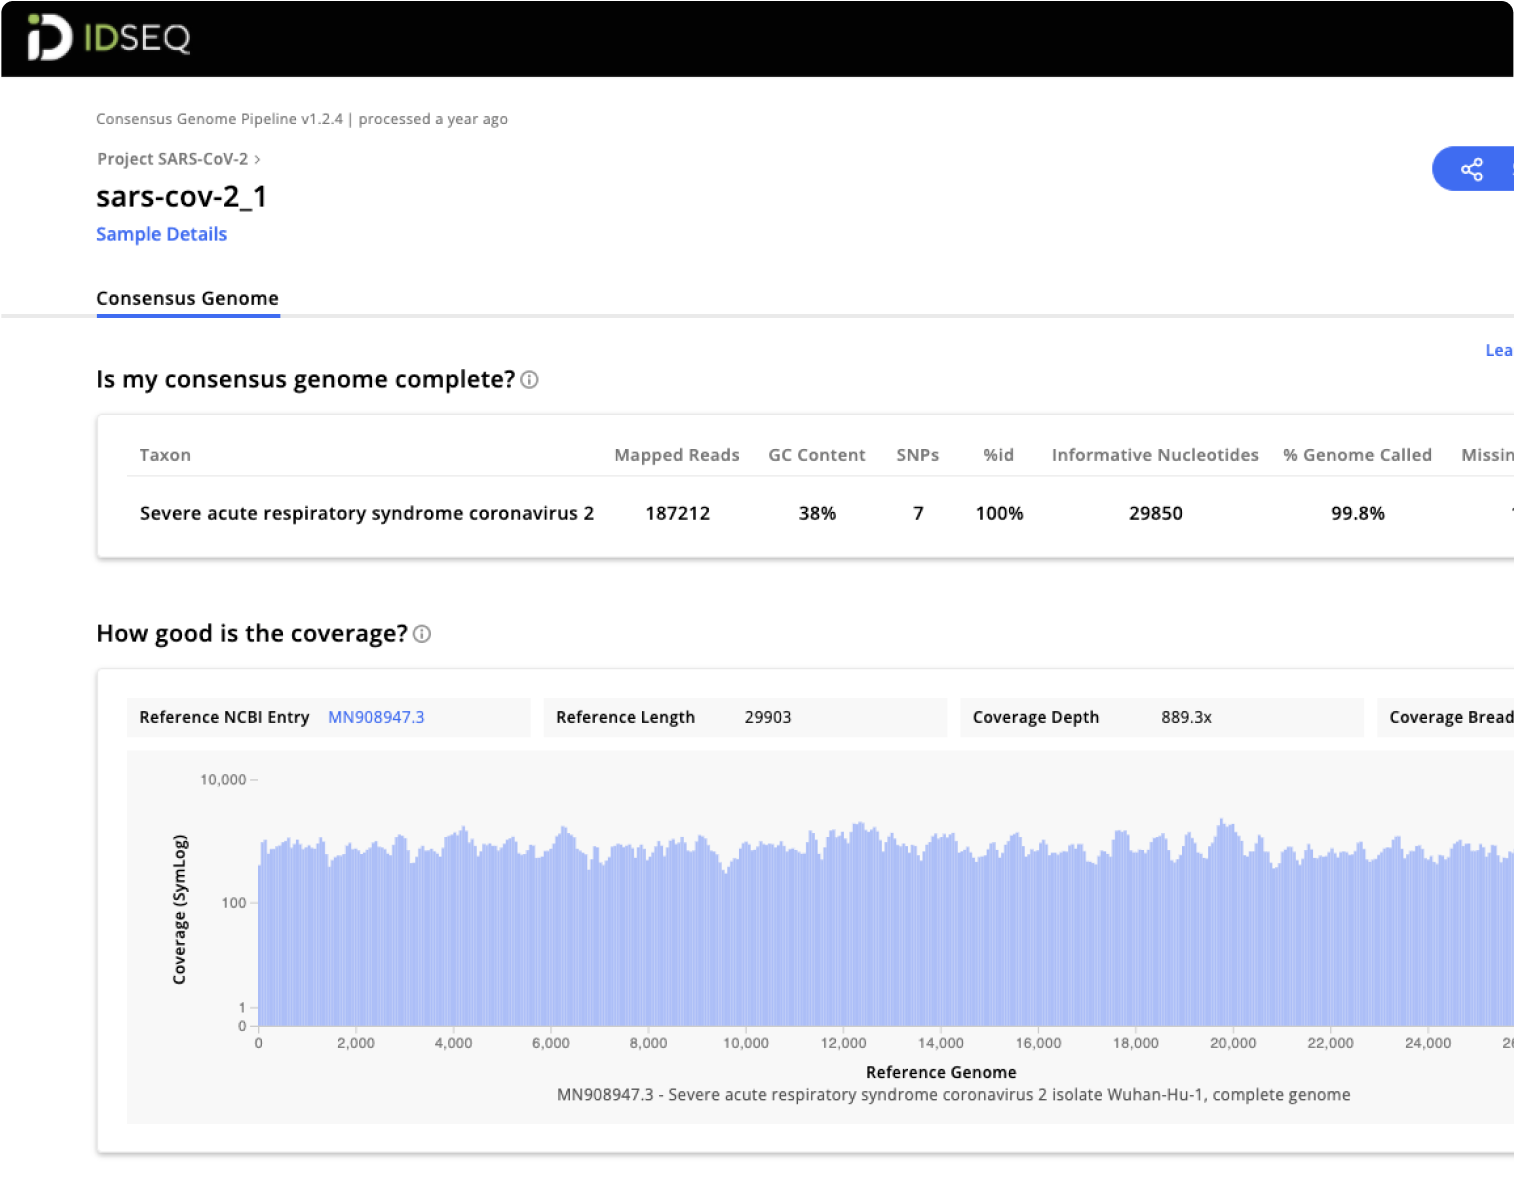 IDSEQ
Consensus Genome Pipeline v1.2.4 | processed a year ago
Project SARS-CoV-2 >
sars-cov-2_1
Sample Details
Consensus Genome
Lea
Is my consensus genome complete?
Taxon Mapped Reads GC Content SNPs %id Informative Nucleotides % Genome Called Missin
Severe acute respiratory syndrome coronavirus 2 187212 38% 7 100% 29850 99.8%
How good is the coverage?
Reference NCBI Entry MN908947.3 Reference Length 29903 Coverage Depth 889.3x Coverage Bread
10,000
100
1
0
Coverage (SymLog)
0 2,000 4,000 6,000 8,000 10,000 12,000 14,000 16,000 18,000 20,000 22,000 24,000
Reference Genome
MN908947.3 - Severe acute respiratory syndrome coronavirus 2 isolate Wuhan-Hu-1, complete genome